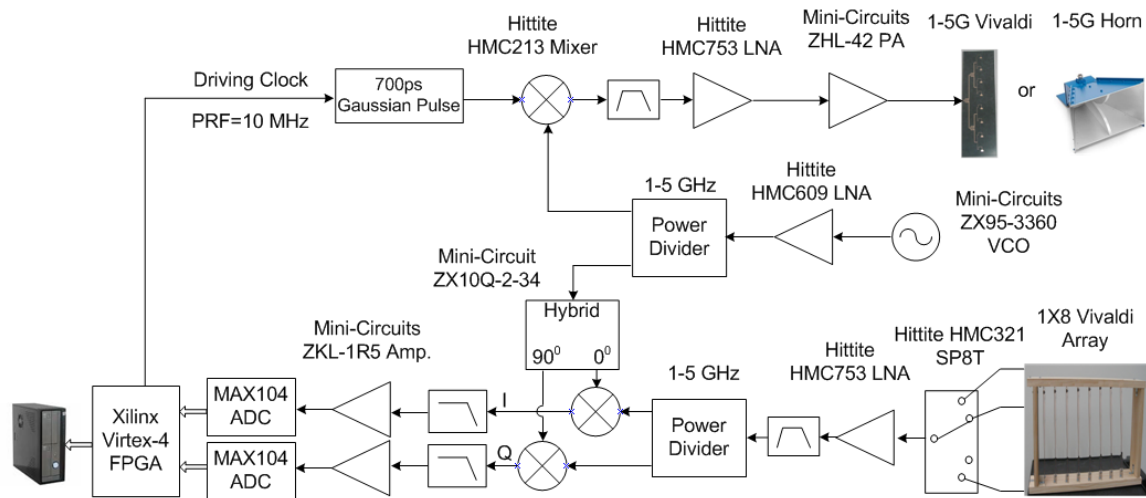 Hittite
HMC213 Mixer
Hittite
HMC753 LNA
Mini-Circuits
ZHL-42 PA
1-5G Vivaldi
1-5G Horn
Driving Clock
PRF=10 MHz
700ps
Gaussian Pulse
or
1-5 GHz
Power
Divider
Hittite
HMC609 LNA
Mini-Circuits
ZX95-3360
VCO
Mini-Circuit
ZX10Q-2-34
Hybrid
90⁰
0⁰
Mini-Circuits
ZKL-1R5 Amp.
1-5 GHz
Power
Divider
Hittite
HMC753 LNA
Hittite HMC321
SP8T
1X8 Vivaldi
Array
Xilinx
Virtex-4
FPGA
MAX104
ADC
I
MAX104
ADC
Q